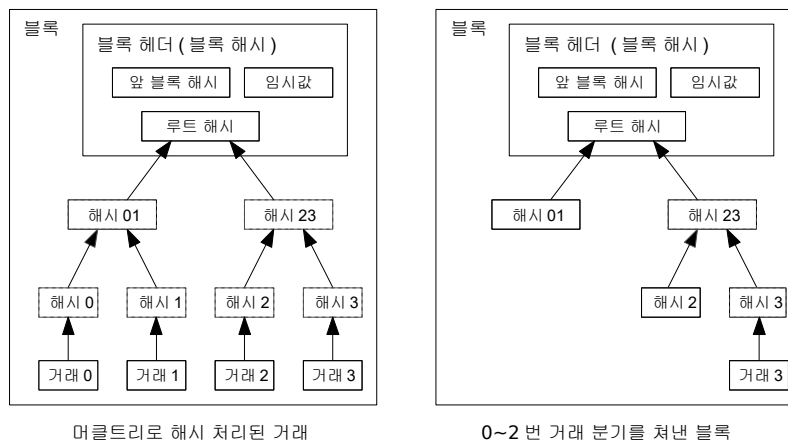 블록
블록 헤더 ( 블록 해시 )
앞 블록 해시
임시값
루트 해시
해시 01
해시 23
해시 0
해시 1
해시 2
해시 3
거래 0
거래 1
거래 2
거래 3
머클트리로 해시 처리된 거래
블록
블록 헤더 ( 블록 해시 )
앞 블록 해시
임시값
루트 해시
해시 01
해시 23
해시 2
해시 3
거래 3
0~2 번 거래 분기를 쳐낸 블록